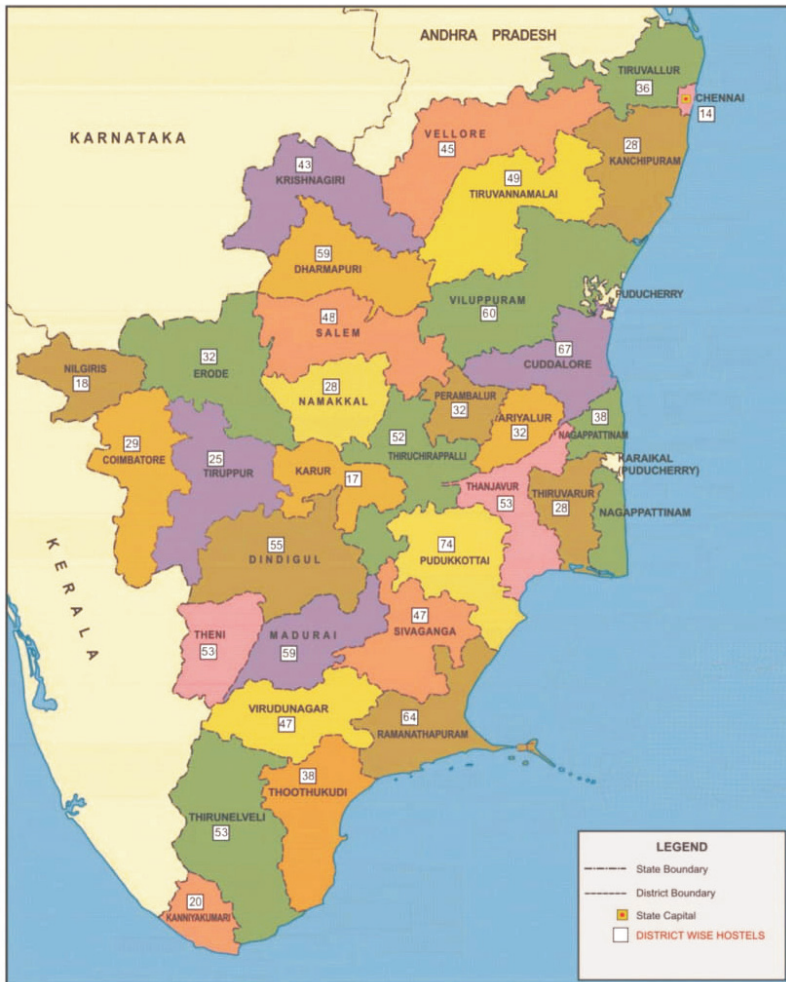 ANDHRA PRADESH
TIRUVALLUR
36
CHENNAI
14
KARNATAKA
VELLORE
45
28
KANCHIPURAM
43
KRISHNAGIRI
49
TIRUVANNAMALAI
59
DHARMAPURI
VILUPPURAM
60
PUDUCHERRY
48
SALEM
67
CUDDALORE
NILGIRIS
18
32
ERODE
28
NAMAKKAL
PERAMBALUR
32
ARIYALUR
32
38
NAGAPPATTINAM
29
COIMBATORE
25
TIRUPPUR
52
THIRUCHIRAPPALLI
KARUR
17
KARAIKAL
(PUDUCHERRY)
THANJAVUR
53
THIRUVARUR
28
NAGAPPATTINAM
55
DINDIGUL
74
PUDUKKOTTAI
KERALA
THENI
53
MADURAI
59
47
SIVAGANGA
VIRUDUNAGAR
47
64
RAMANATHAPURAM
38
THOOTHUKUDI
THIRUNELVELI
53
20
KANNIYAKUMARI
LEGEND
State Boundary
District Boundary
State Capital
DISTRICT WISE HOSTELS